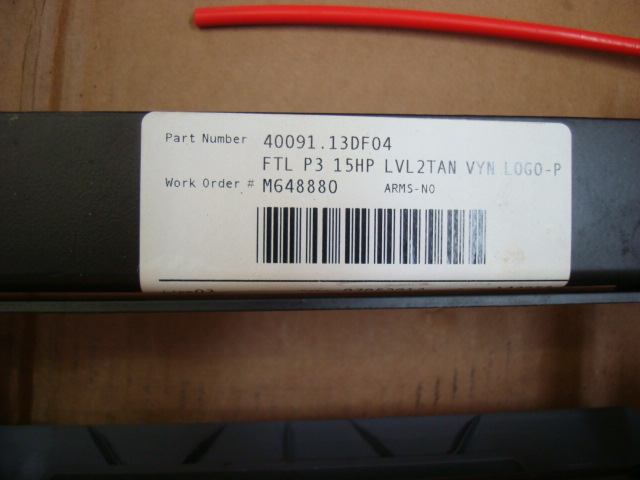 Part Number 40091.13DF04
FTL P3 15HP LVL2TAN VYN LOGO-P
Work Order # M648880 ARMS-NO